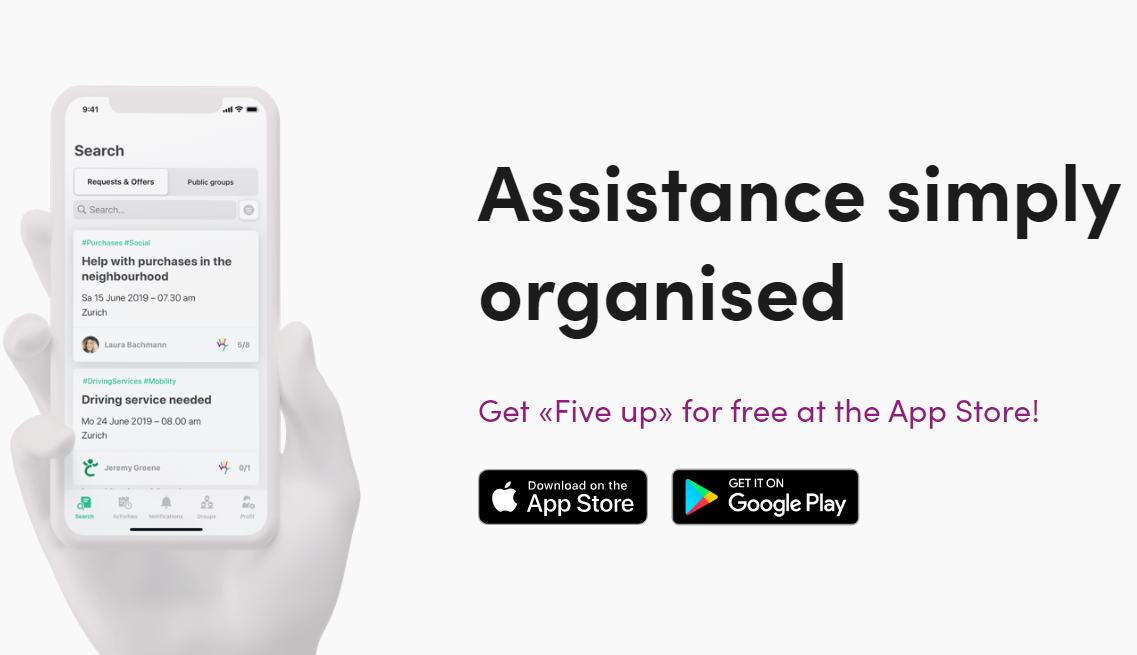 9:41
Search
Requests & Offers
Public groups
Search...
#Purchases #Social
Help with purchases in the
neighbourhood
Sa 15 June 2019 – 07.30 am
Zurich
Laura Bachmann
5/8
#DrivingServices #Mobility
Driving service needed
Mo 24 June 2019 – 08.00 am
Zurich
Jeremy Greene
0/1
Search
Activities
Notifications
Groups
Profil
Assistance simply
organised
Get «Five up» for free at the App Store!
Download on the
App Store
GET IT ON
Google Play